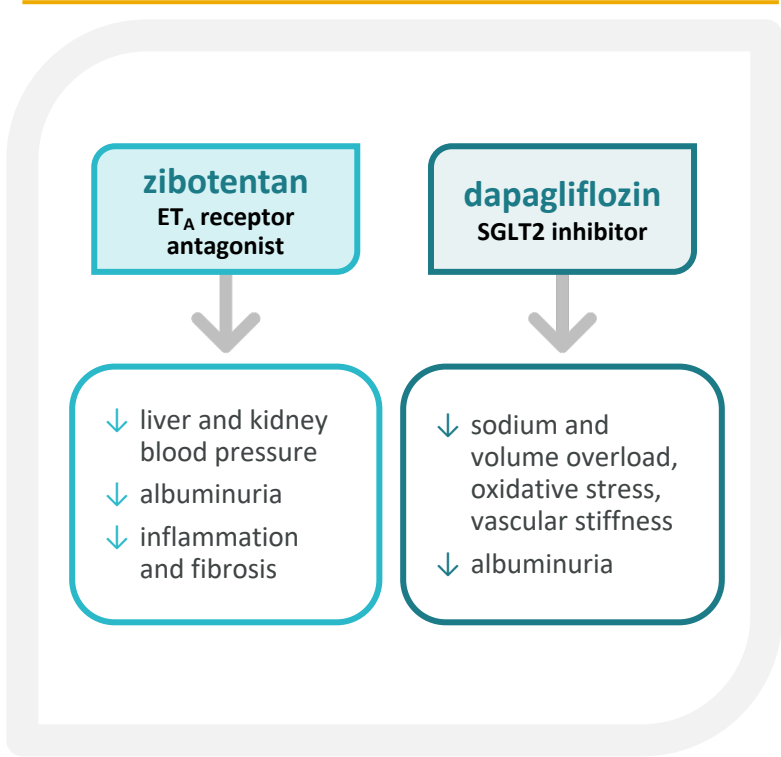 zibotentan
ET_A receptor
antagonist
↓ liver and kidney
blood pressure
↓ albuminuria
↓ inflammation
and fibrosis
dapagliflozin
SGLT2 inhibitor
↓ sodium and
volume overload,
oxidative stress,
vascular stiffness
↓ albuminuria